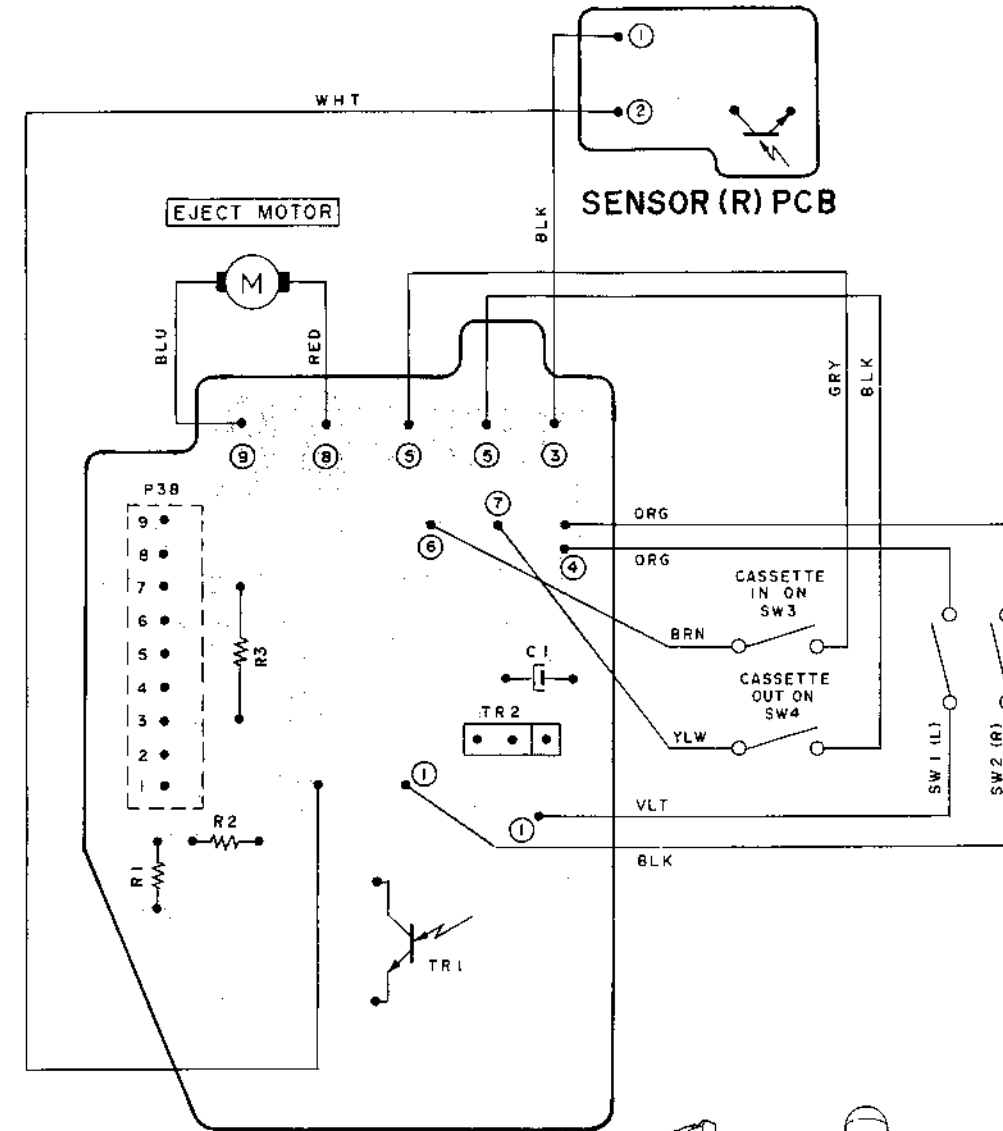 ①
WHT
②
SENSOR (R) PCB
EJECT MOTOR
BLK
M
BLU
RED
GRY
BLK
⑨
⑧
⑤
⑤
③
P38
⑦
ORG
9
⑥
④
ORG
8
CASSETTE
IN ON
SW3
7
6
BRN
R3
5
C1
CASSETTE
OUT ON
SW4
4
TR2
3
YLW
SW1 (L)
SW2 (R)
2
①
1
VLT
①
R2
BLK
R1
TR1